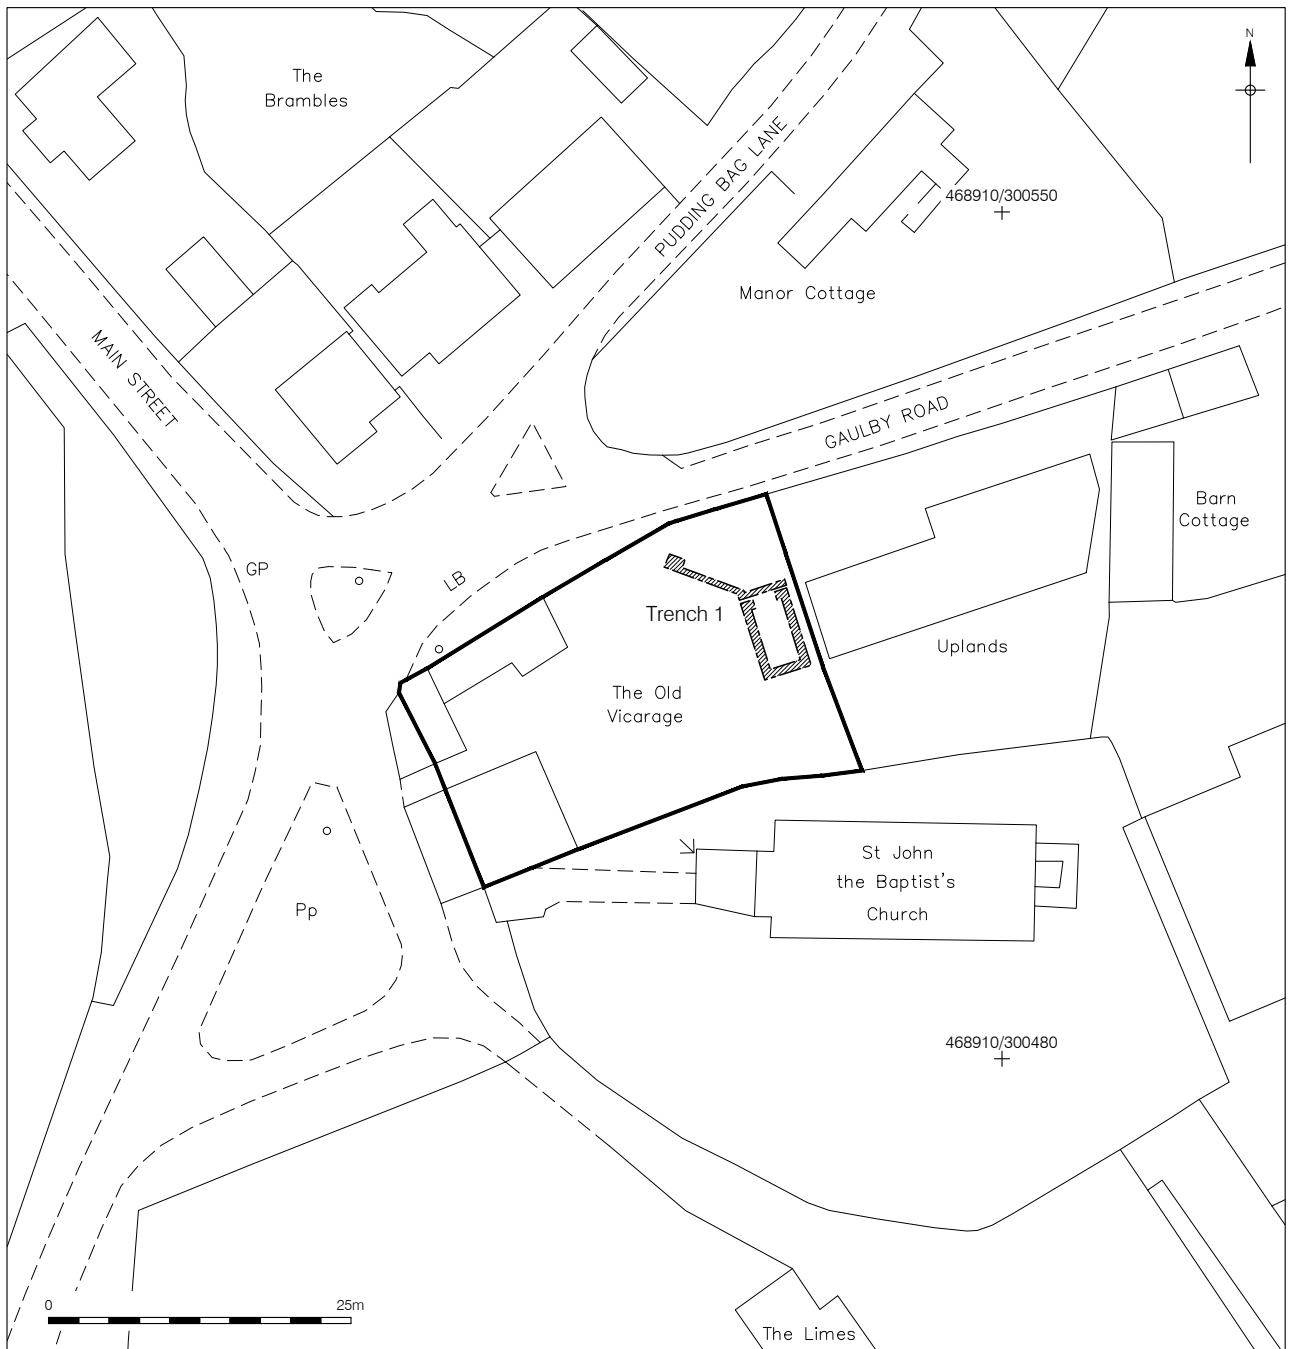 N
The
Brambles
PUDDING BAG LANE
468910/300550
Manor Cottage
MAIN STREET
GAULBY ROAD
Barn
Cottage
GP
LB
Trench 1
Uplands
The Old
Vicarage
St John
the Baptist's
Church
Pp
468910/300480
0 25m
The Limes